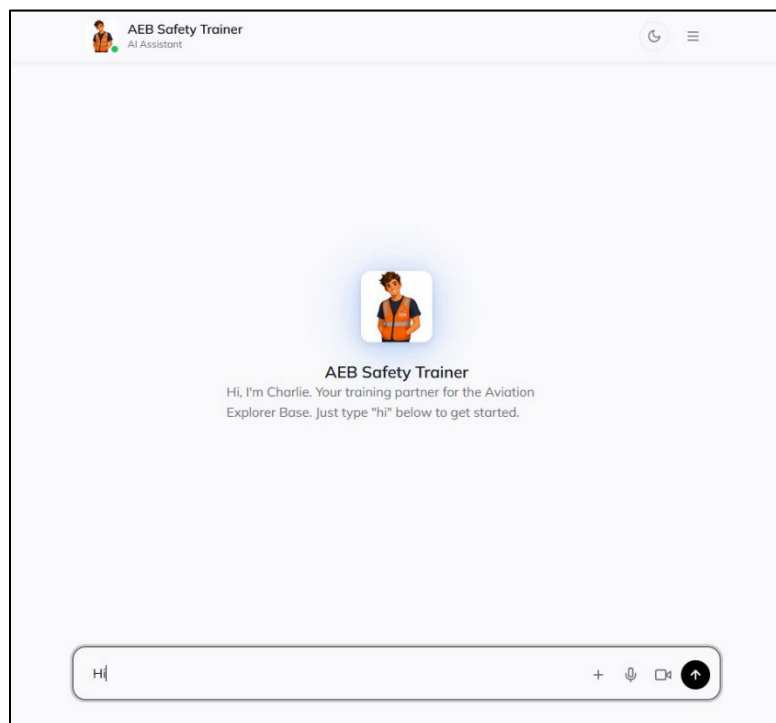 AEB Safety Trainer
AI Assistant
AEB Safety Trainer
Hi, I'm Charlie. Your training partner for the Aviation
Explorer Base. Just type "hi" below to get started.
Hi